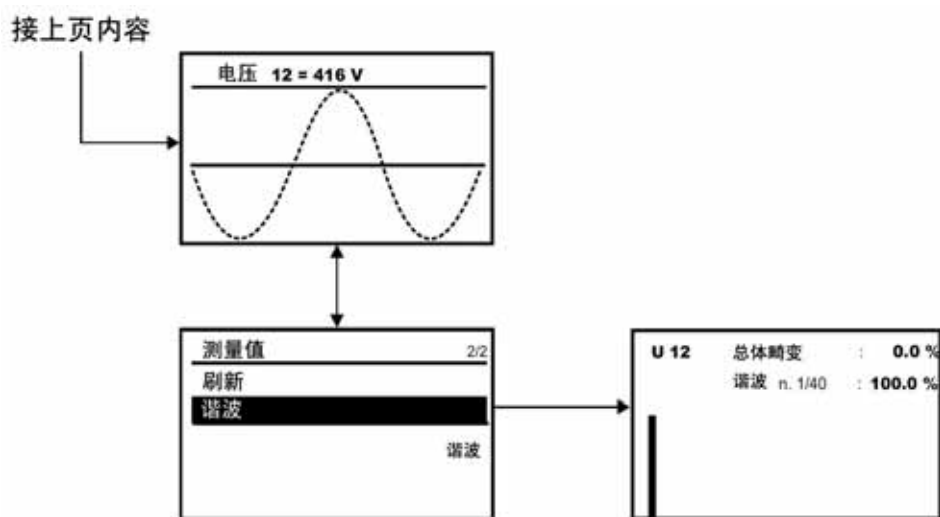 接上页内容
电压 12 = 416 V
测量值 2/2
刷新
谐波
谐波
U 12 总体畸变 : 0.0 %
谐波 n. 1/40 : 100.0 %